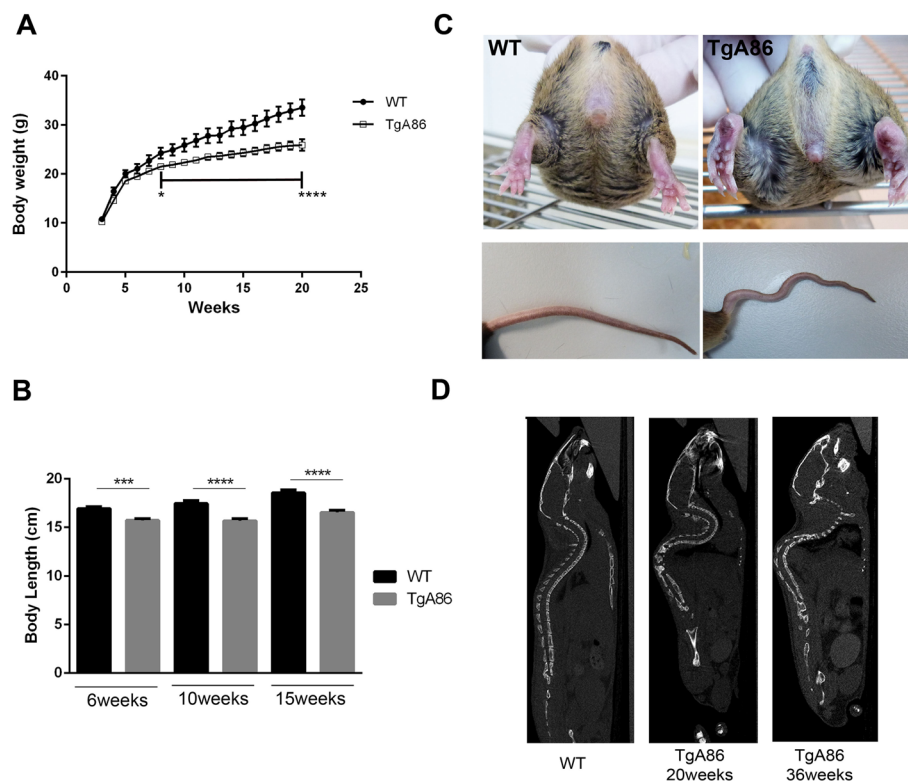 A
Body weight (g)
40
30
20
10
0
0 5 10 15 20 25
Weeks
WT
TgA86
* ****
B
Body Length (cm)
20
15
10
5
0
*** **** ****
6weeks 10weeks 15weeks
WT
TgA86
C
WT TgA86
D
WT
TgA86
20weeks
TgA86
36weeks